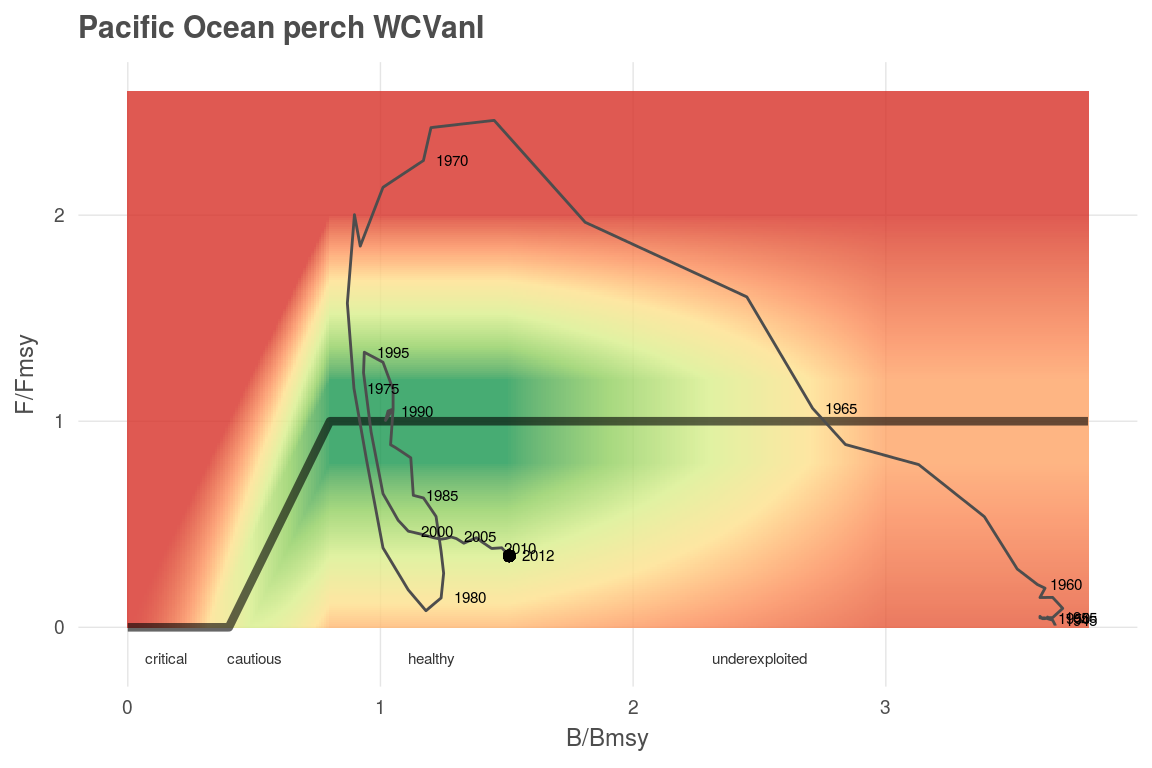 Pacific Ocean perch WCVanI
F/Fmsy
2
1
0
1970
1995
1975
1990
1965
1985
2000
2005
2010
2012
1980
1960
critical
cautious
healthy
underexploited
0
1
2
3
B/Bmsy